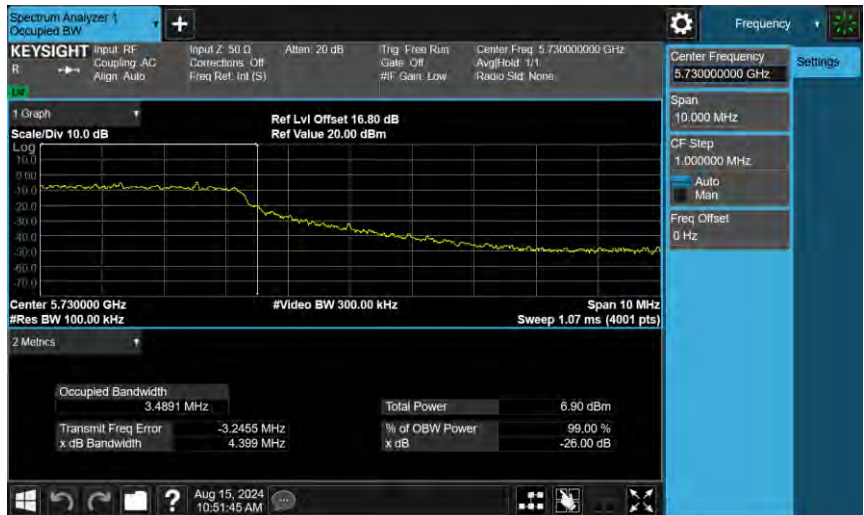 Spectrum Analyzer 1
Occupied BW
+
Frequency
KEYSIGHT
R
Input: RF
Coupling: AC
Align: Auto
Input Z: 50 Ω
Corrections: Off
Freq Ref: Int (S)
Atten: 20 dB
Trig: Free Run
Gate: Off
#IF Gain: Low
Center Freq: 5.730000000 GHz
Avg|Hold: 1/1
Radio Std: None
Center Frequency
5.730000000 GHz
Settings
Span
10.000 MHz
CF Step
1.000000 MHz
Auto
Man
Freq Offset
0 Hz
1 Graph
Scale/Div 10.0 dB
Ref Lvl Offset 16.80 dB
Ref Value 20.00 dBm
Log
10.0
0.00
-10.0
-20.0
-30.0
-40.0
-50.0
-60.0
-70.0
Center 5.730000 GHz
#Video BW 300.00 kHz
Span 10 MHz
#Res BW 100.00 kHz
Sweep 1.07 ms (4001 pts)
2 Metrics
Occupied Bandwidth
3.4891 MHz
Total Power 6.90 dBm
Transmit Freq Error -3.2455 MHz
% of OBW Power 99.00 %
x dB Bandwidth 4.399 MHz
x dB -26.00 dB
?
Aug 15, 2024
10:51:45 AM